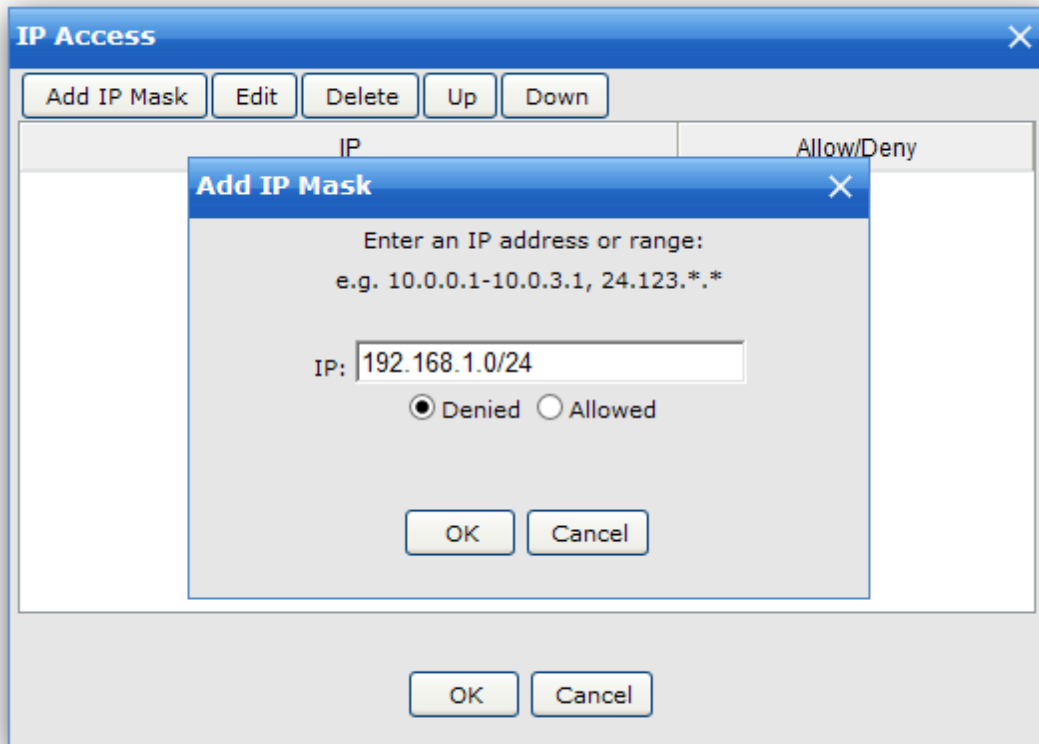 IP Access
Add IP Mask Edit Delete Up Down
IP Allow/Deny
Add IP Mask
Enter an IP address or range:
e.g. 10.0.0.1-10.0.3.1, 24.123.*.*
IP: 192.168.1.0/24
Denied Allowed
OK Cancel
OK Cancel